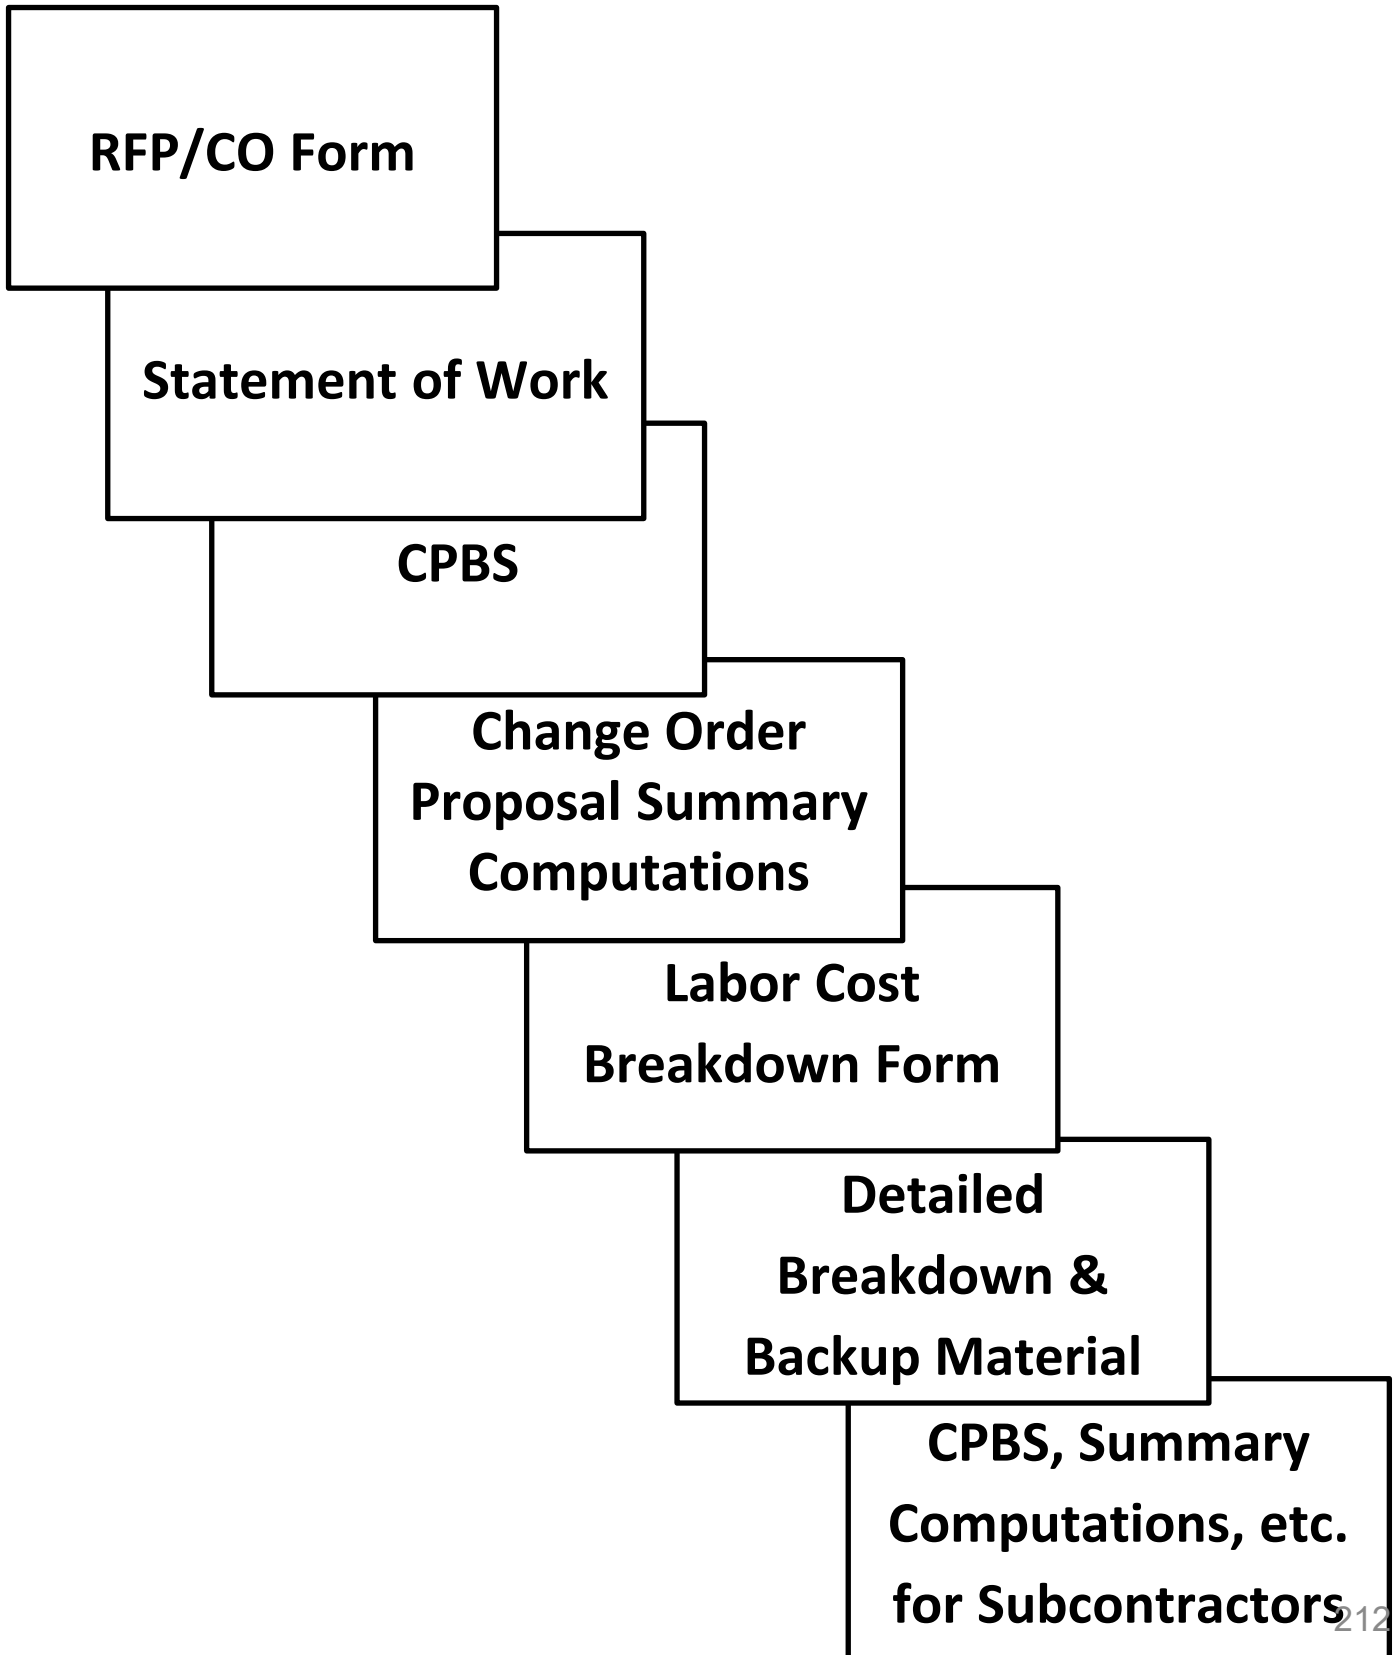 RFP/CO Form
Statement of Work
CPBS
Change Order
Proposal Summary
Computations
Labor Cost
Breakdown Form
Detailed
Breakdown &
Backup Material
CPBS, Summary
Computations, etc.
for Subcontractors
212